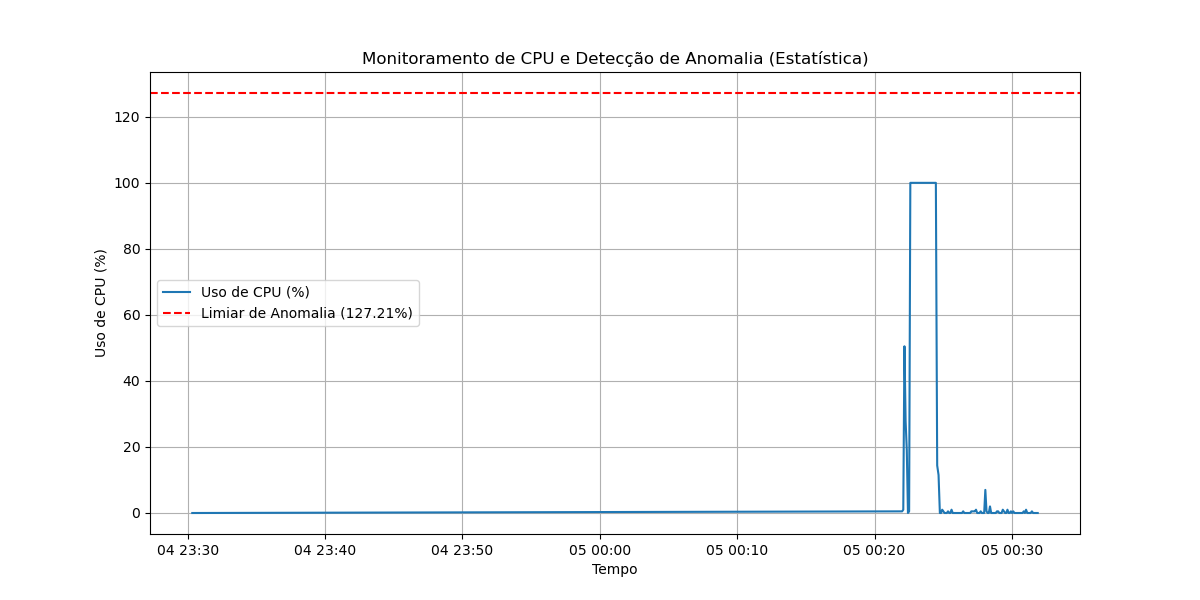 Monitoramento de CPU e Detecção de Anomalia (Estatística)
Uso de CPU (%)
120
100
80
60
40
20
0
Uso de CPU (%)
Limiar de Anomalia (127.21%)
04 23:30
04 23:40
04 23:50
05 00:00
05 00:10
05 00:20
05 00:30
Tempo